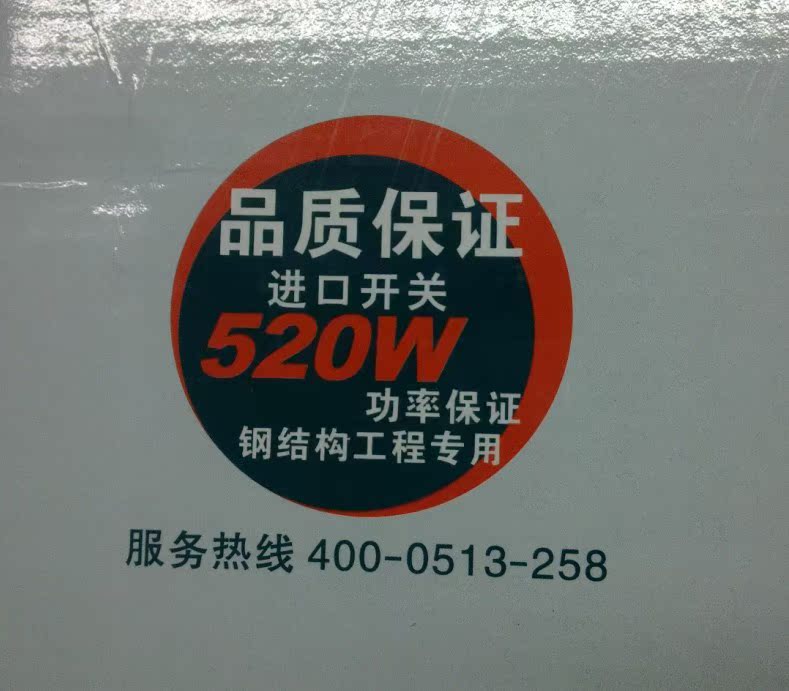 品质保证
进口开关
520W
功率保证
钢结构工程专用
服务热线 400-0513-258